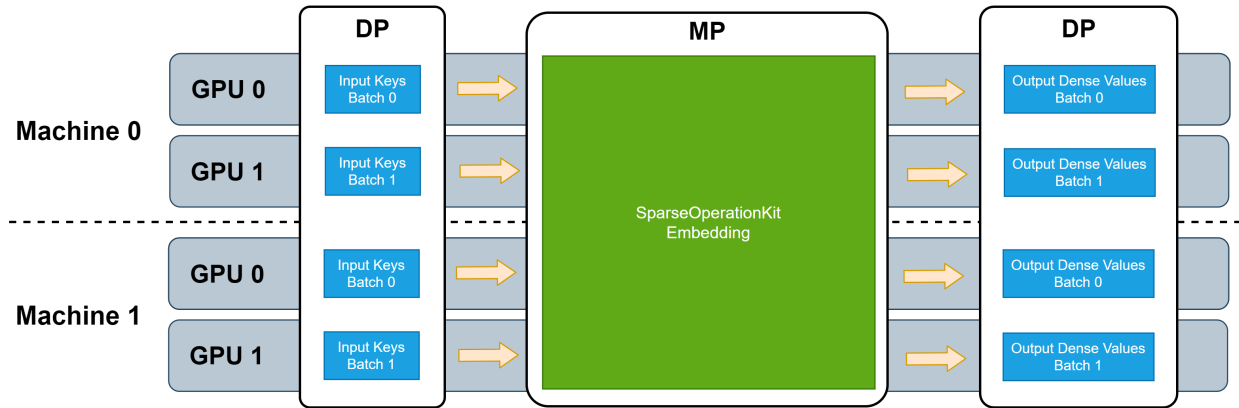 DP
MP
DP
Machine 0
GPU 0
Input Keys
Batch 0
Output Dense Values
Batch 0
GPU 1
Input Keys
Batch 1
Output Dense Values
Batch 1
SparseOperationKit
Embedding
Machine 1
GPU 0
Input Keys
Batch 0
Output Dense Values
Batch 0
GPU 1
Input Keys
Batch 1
Output Dense Values
Batch 1